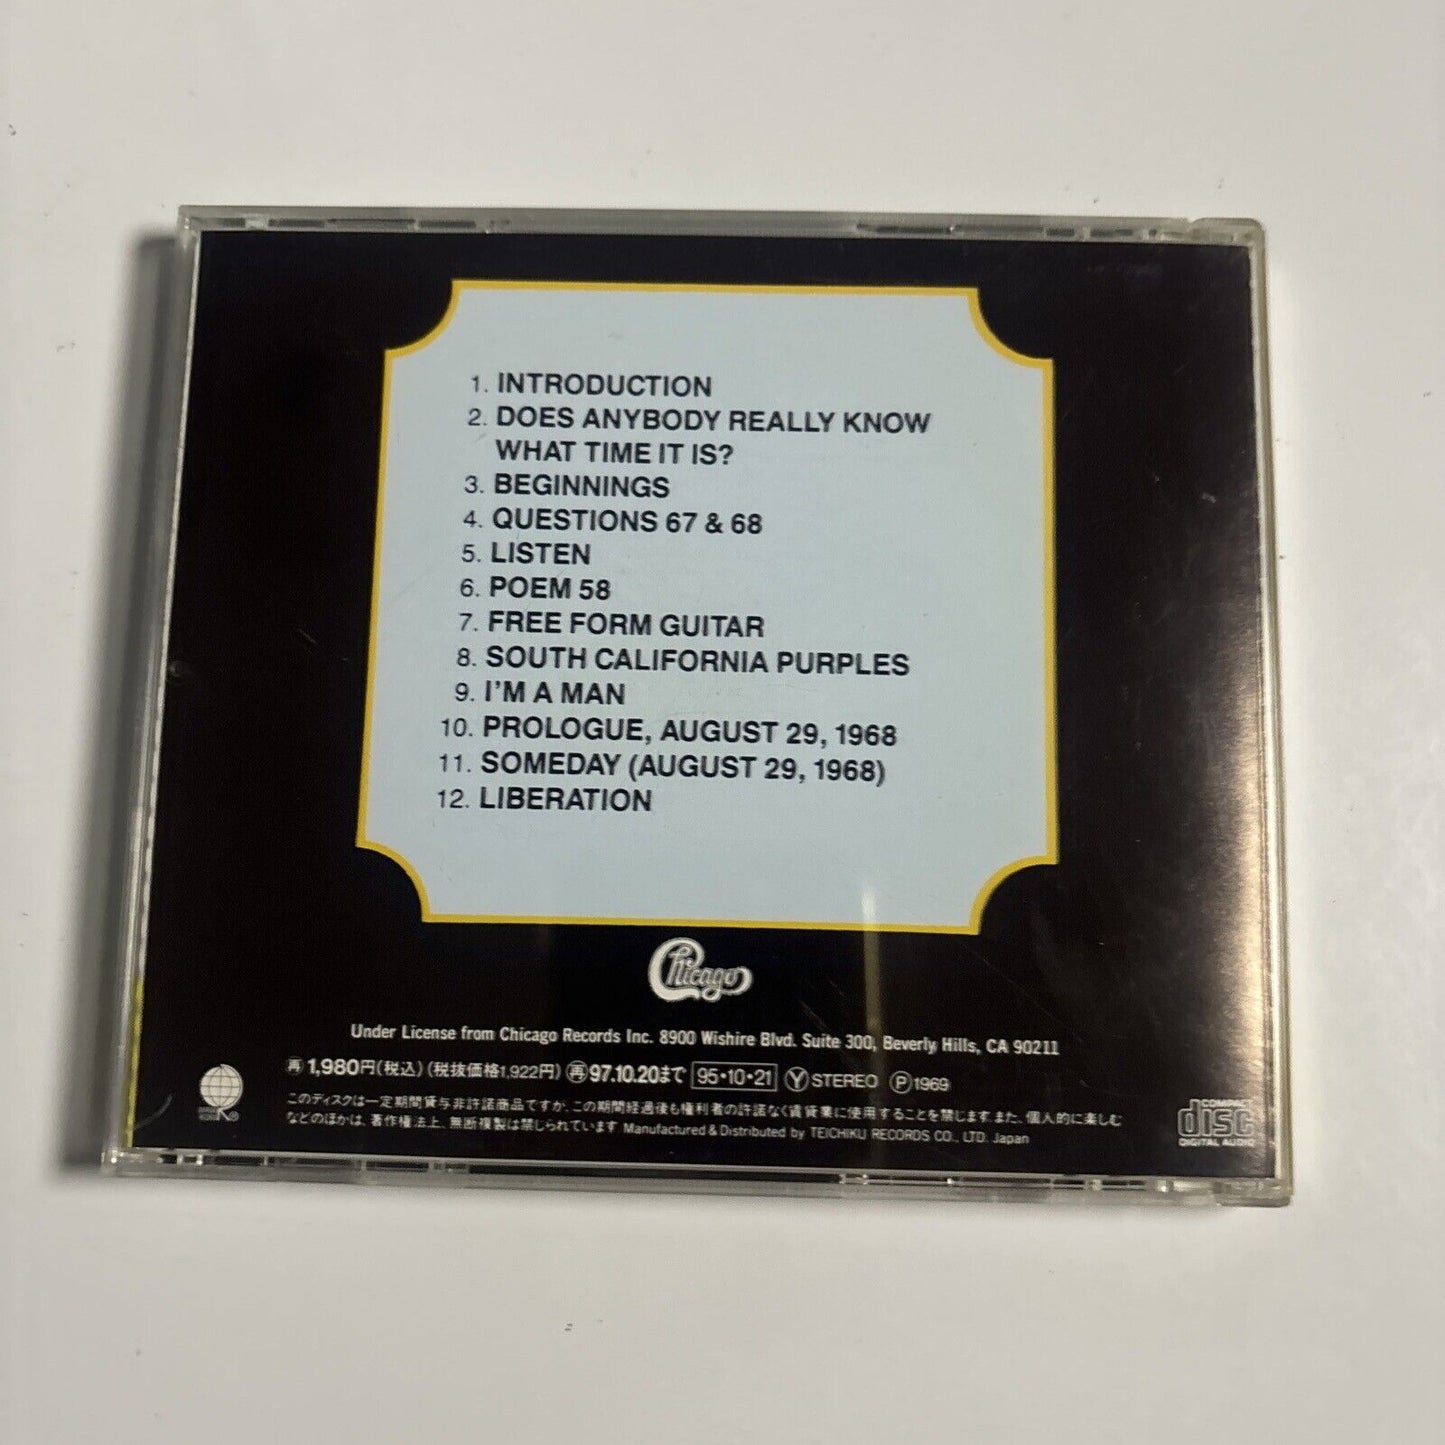 1. INTRODUCTION
2. DOES ANYBODY REALLY KNOW
WHAT TIME IT IS?
3. BEGINNINGS
4. QUESTIONS 67 & 68
5. LISTEN
6. POEM 58
7. FREE FORM GUITAR
8. SOUTH CALIFORNIA PURPLES
9. I'M A MAN
10. PROLOGUE, AUGUST 29, 1968
11. SOMEDAY (AUGUST 29, 1968)
12. LIBERATION
Chicago
Under License from Chicago Records Inc. 8900 Wishire Blvd. Suite 300, Beverly Hills, CA 90211
再 1,980円(税込) (税抜価格1,922円) 再 97.10.20まで 95・10・21 Y STEREO Ⓟ1969
このディスクは一定期間貸与非許諾商品ですが、この期間経過後も権利者の許諾なく賃貸業に使用することを禁じます。また、個人的に楽しむ
などのほかは、著作権法上、無断複製は禁じられています。Manufactured & Distributed by TEICHIKU RECORDS CO., LTD. Japan
COMPACT
disc
DIGITAL AUDIO